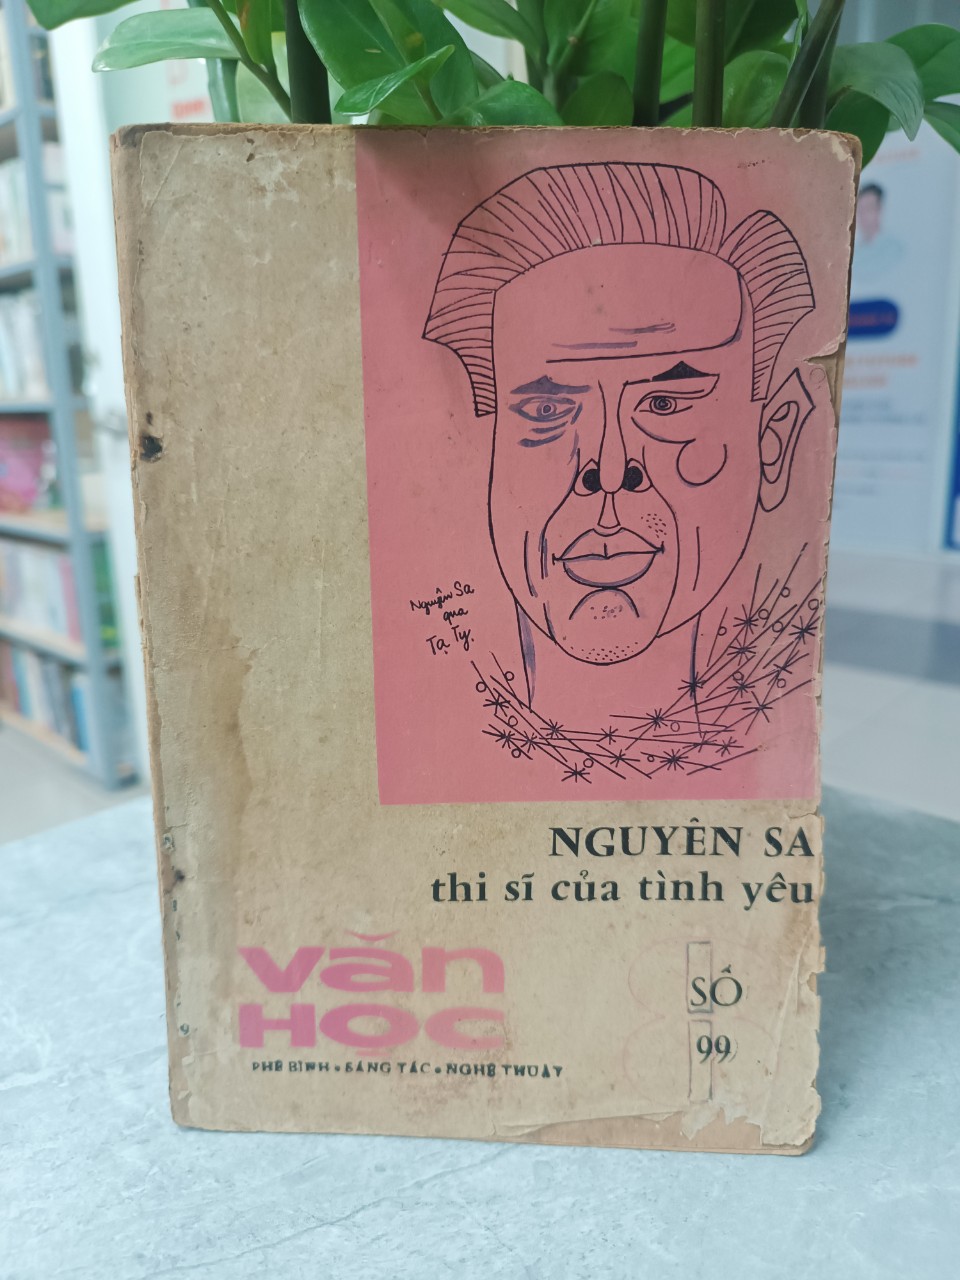 Nguyên Sa
qua
Tạ Tỵ.
NGUYÊN SA
thi sĩ của tình yêu
văn
HỌC
PHÊ BÌNH • SÁNG TÁC • NGHỆ THUẬT
SỐ
99